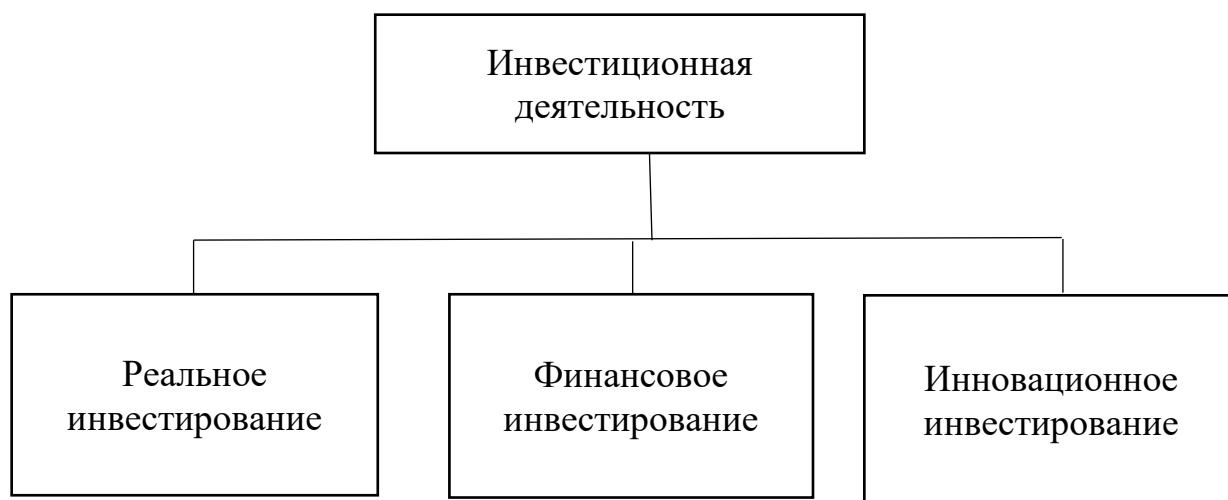 Инвестиционная
деятельность
Реальное
инвестирование
Финансовое
инвестирование
Инновационное
инвестирование